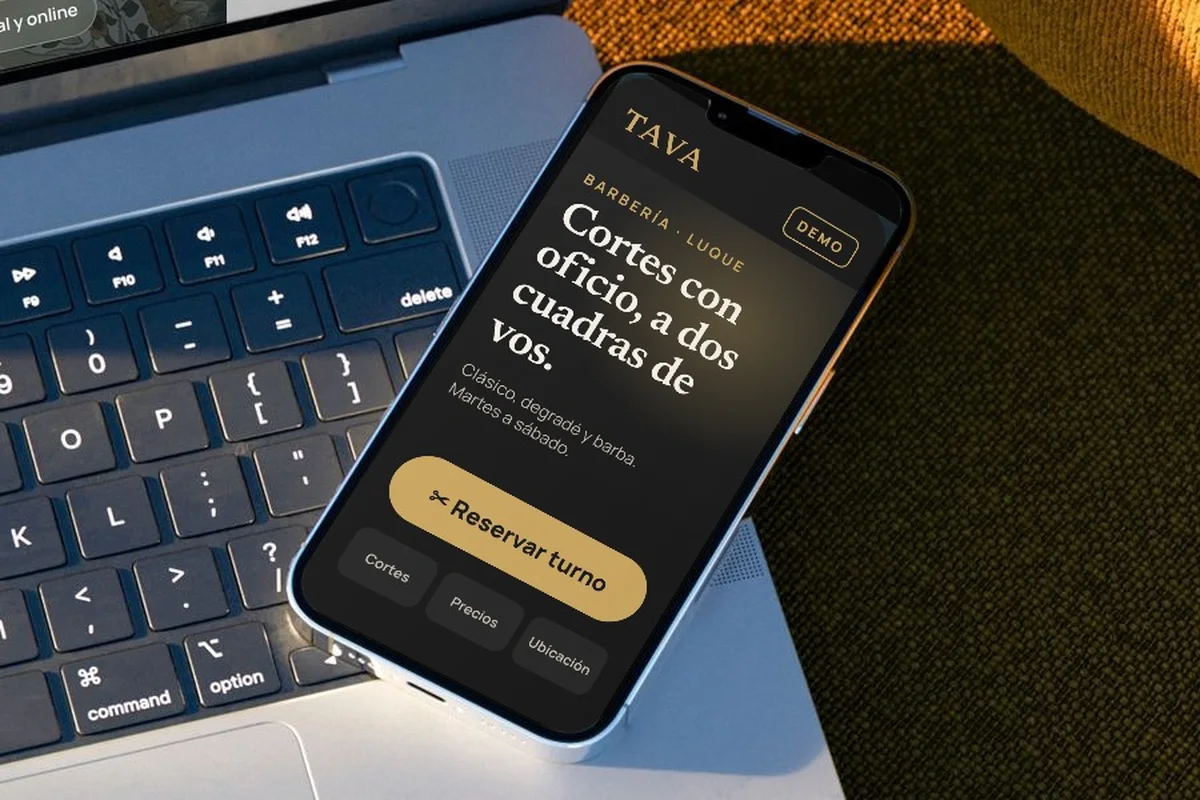 al y online
TAVA
DEMO
BARBERÍA · LUQUE
Cortes con
oficio, a dos
cuadras de
vos.
Clásico, degradé y barba.
Martes a sábado.
Reservar turno
Cortes
Precios
Ubicación
F9
F10
F11
F12
delete
9
)
0
-
+
=
O
P
{
[
}
]
K
L
:
;
"
'
<
,
>
.
?
/
command
option